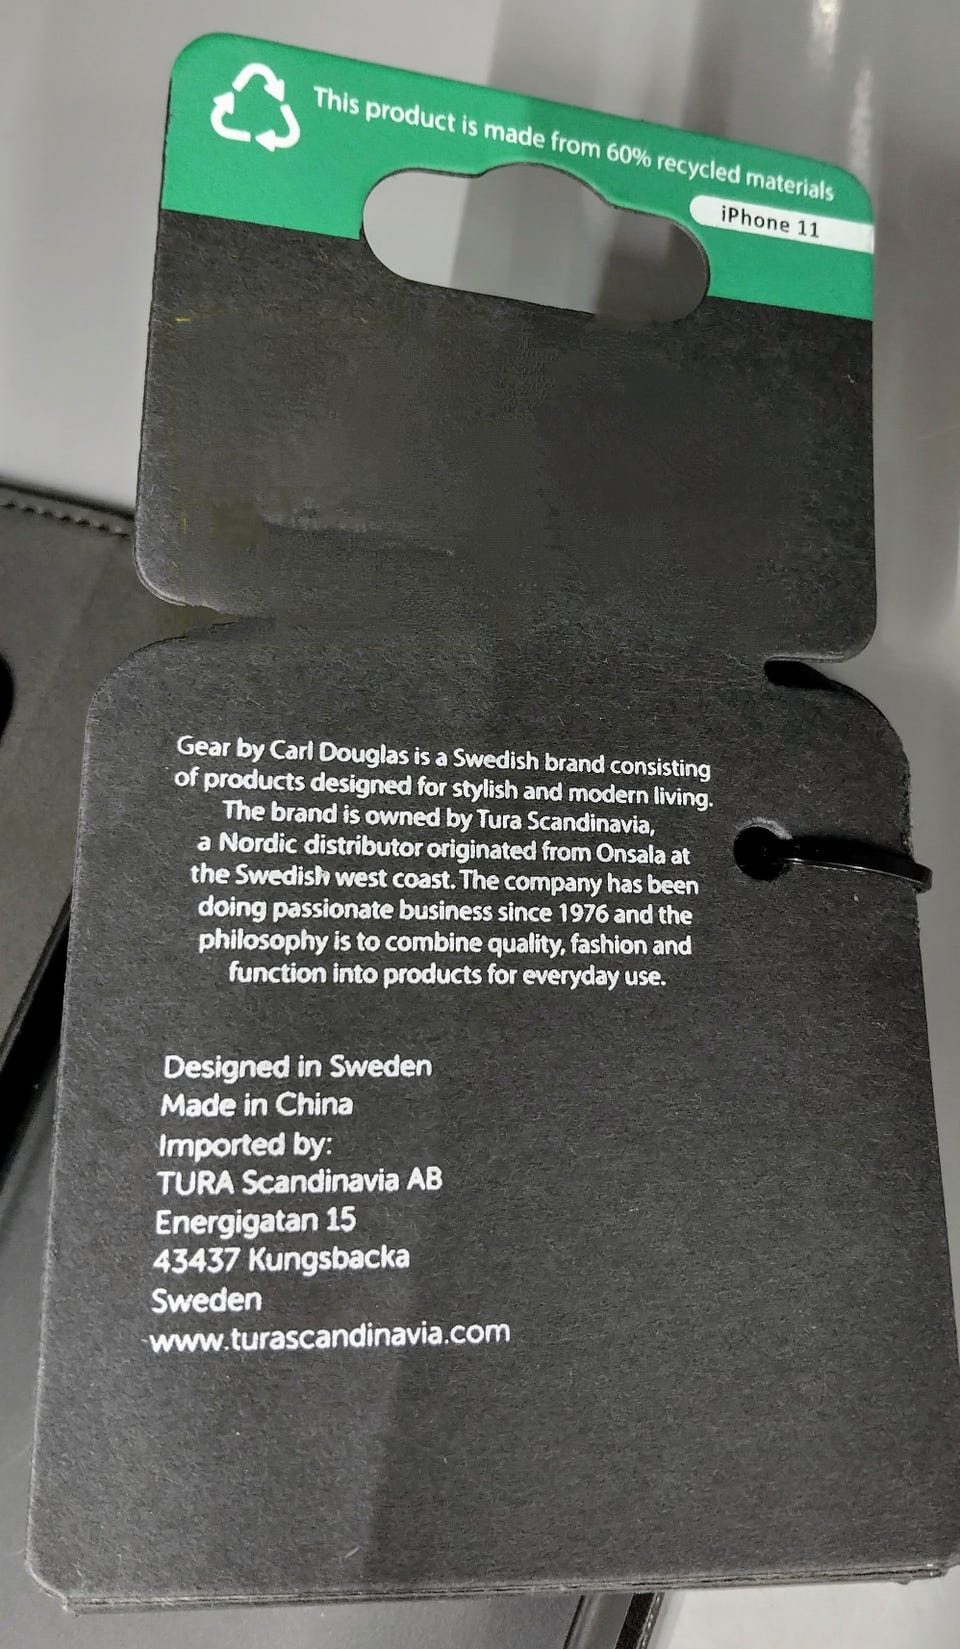 This product is made from 60% recycled materials
iPhone 11
Gear by Carl Douglas is a Swedish brand consisting
of products designed for stylish and modern living.
The brand is owned by Tura Scandinavia,
a Nordic distributor originated from Onsala at
the Swedish west coast. The company has been
doing passionate business since 1976 and the
philosophy is to combine quality, fashion and
function into products for everyday use.
Designed in Sweden
Made in China
Imported by:
TURA Scandinavia AB
Energigatan 15
43437 Kungsbacka
Sweden
www.turascandinavia.com